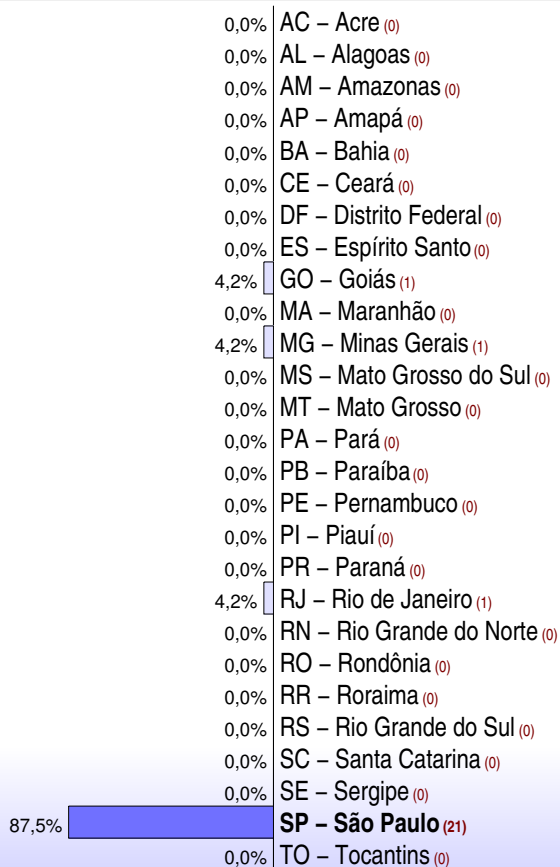 0,0% AC – Acre (0)
0,0% AL – Alagoas (0)
0,0% AM – Amazonas (0)
0,0% AP – Amapá (0)
0,0% BA – Bahia (0)
0,0% CE – Ceará (0)
0,0% DF – Distrito Federal (0)
0,0% ES – Espírito Santo (0)
4,2% GO – Goiás (1)
0,0% MA – Maranhão (0)
4,2% MG – Minas Gerais (1)
0,0% MS – Mato Grosso do Sul (0)
0,0% MT – Mato Grosso (0)
0,0% PA – Pará (0)
0,0% PB – Paraíba (0)
0,0% PE – Pernambuco (0)
0,0% PI – Piauí (0)
0,0% PR – Paraná (0)
4,2% RJ – Rio de Janeiro (1)
0,0% RN – Rio Grande do Norte (0)
0,0% RO – Rondônia (0)
0,0% RR – Roraima (0)
0,0% RS – Rio Grande do Sul (0)
0,0% SC – Santa Catarina (0)
0,0% SE – Sergipe (0)
87,5% SP – São Paulo (21)
0,0% TO – Tocantins (0)